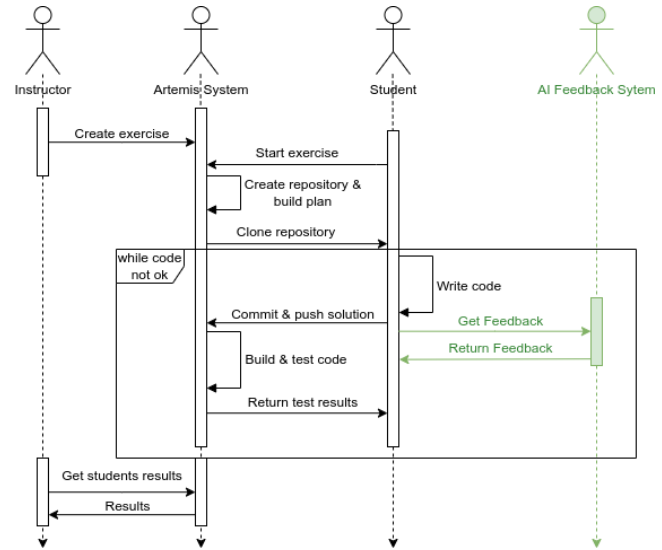 Instructor
Artemis System
Student
AI Feedback Sytem
Create exercise
Start exercise
Create repository &
build plan
Clone repository
while code
not ok
Write code
Commit & push solution
Get Feedback
Return Feedback
Build & test code
Return test results
Get students results
Results